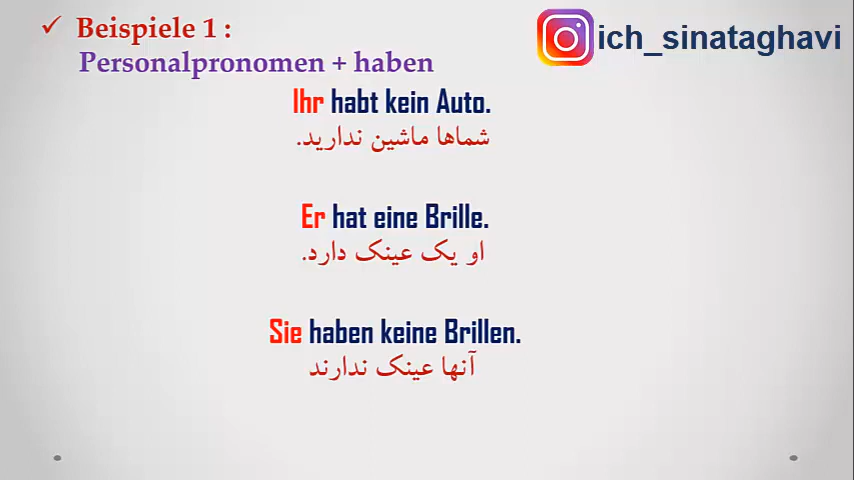 ✓ Beispiele 1 :
ich_sinataghavi
Personalpronomen + haben
Ihr habt kein Auto.
شماها ماشین ندارید.
Er hat eine Brille.
او یک عینک دارد.
Sie haben keine Brillen.
آنها عینک ندارند